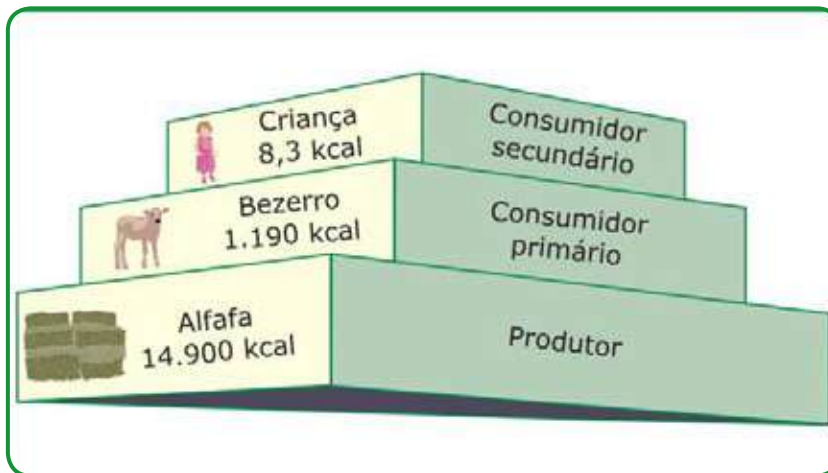 Criança
8,3 kcal
Consumidor
secundário
Bezerro
1.190 kcal
Consumidor
primário
Alfafa
14.900 kcal
Produtor